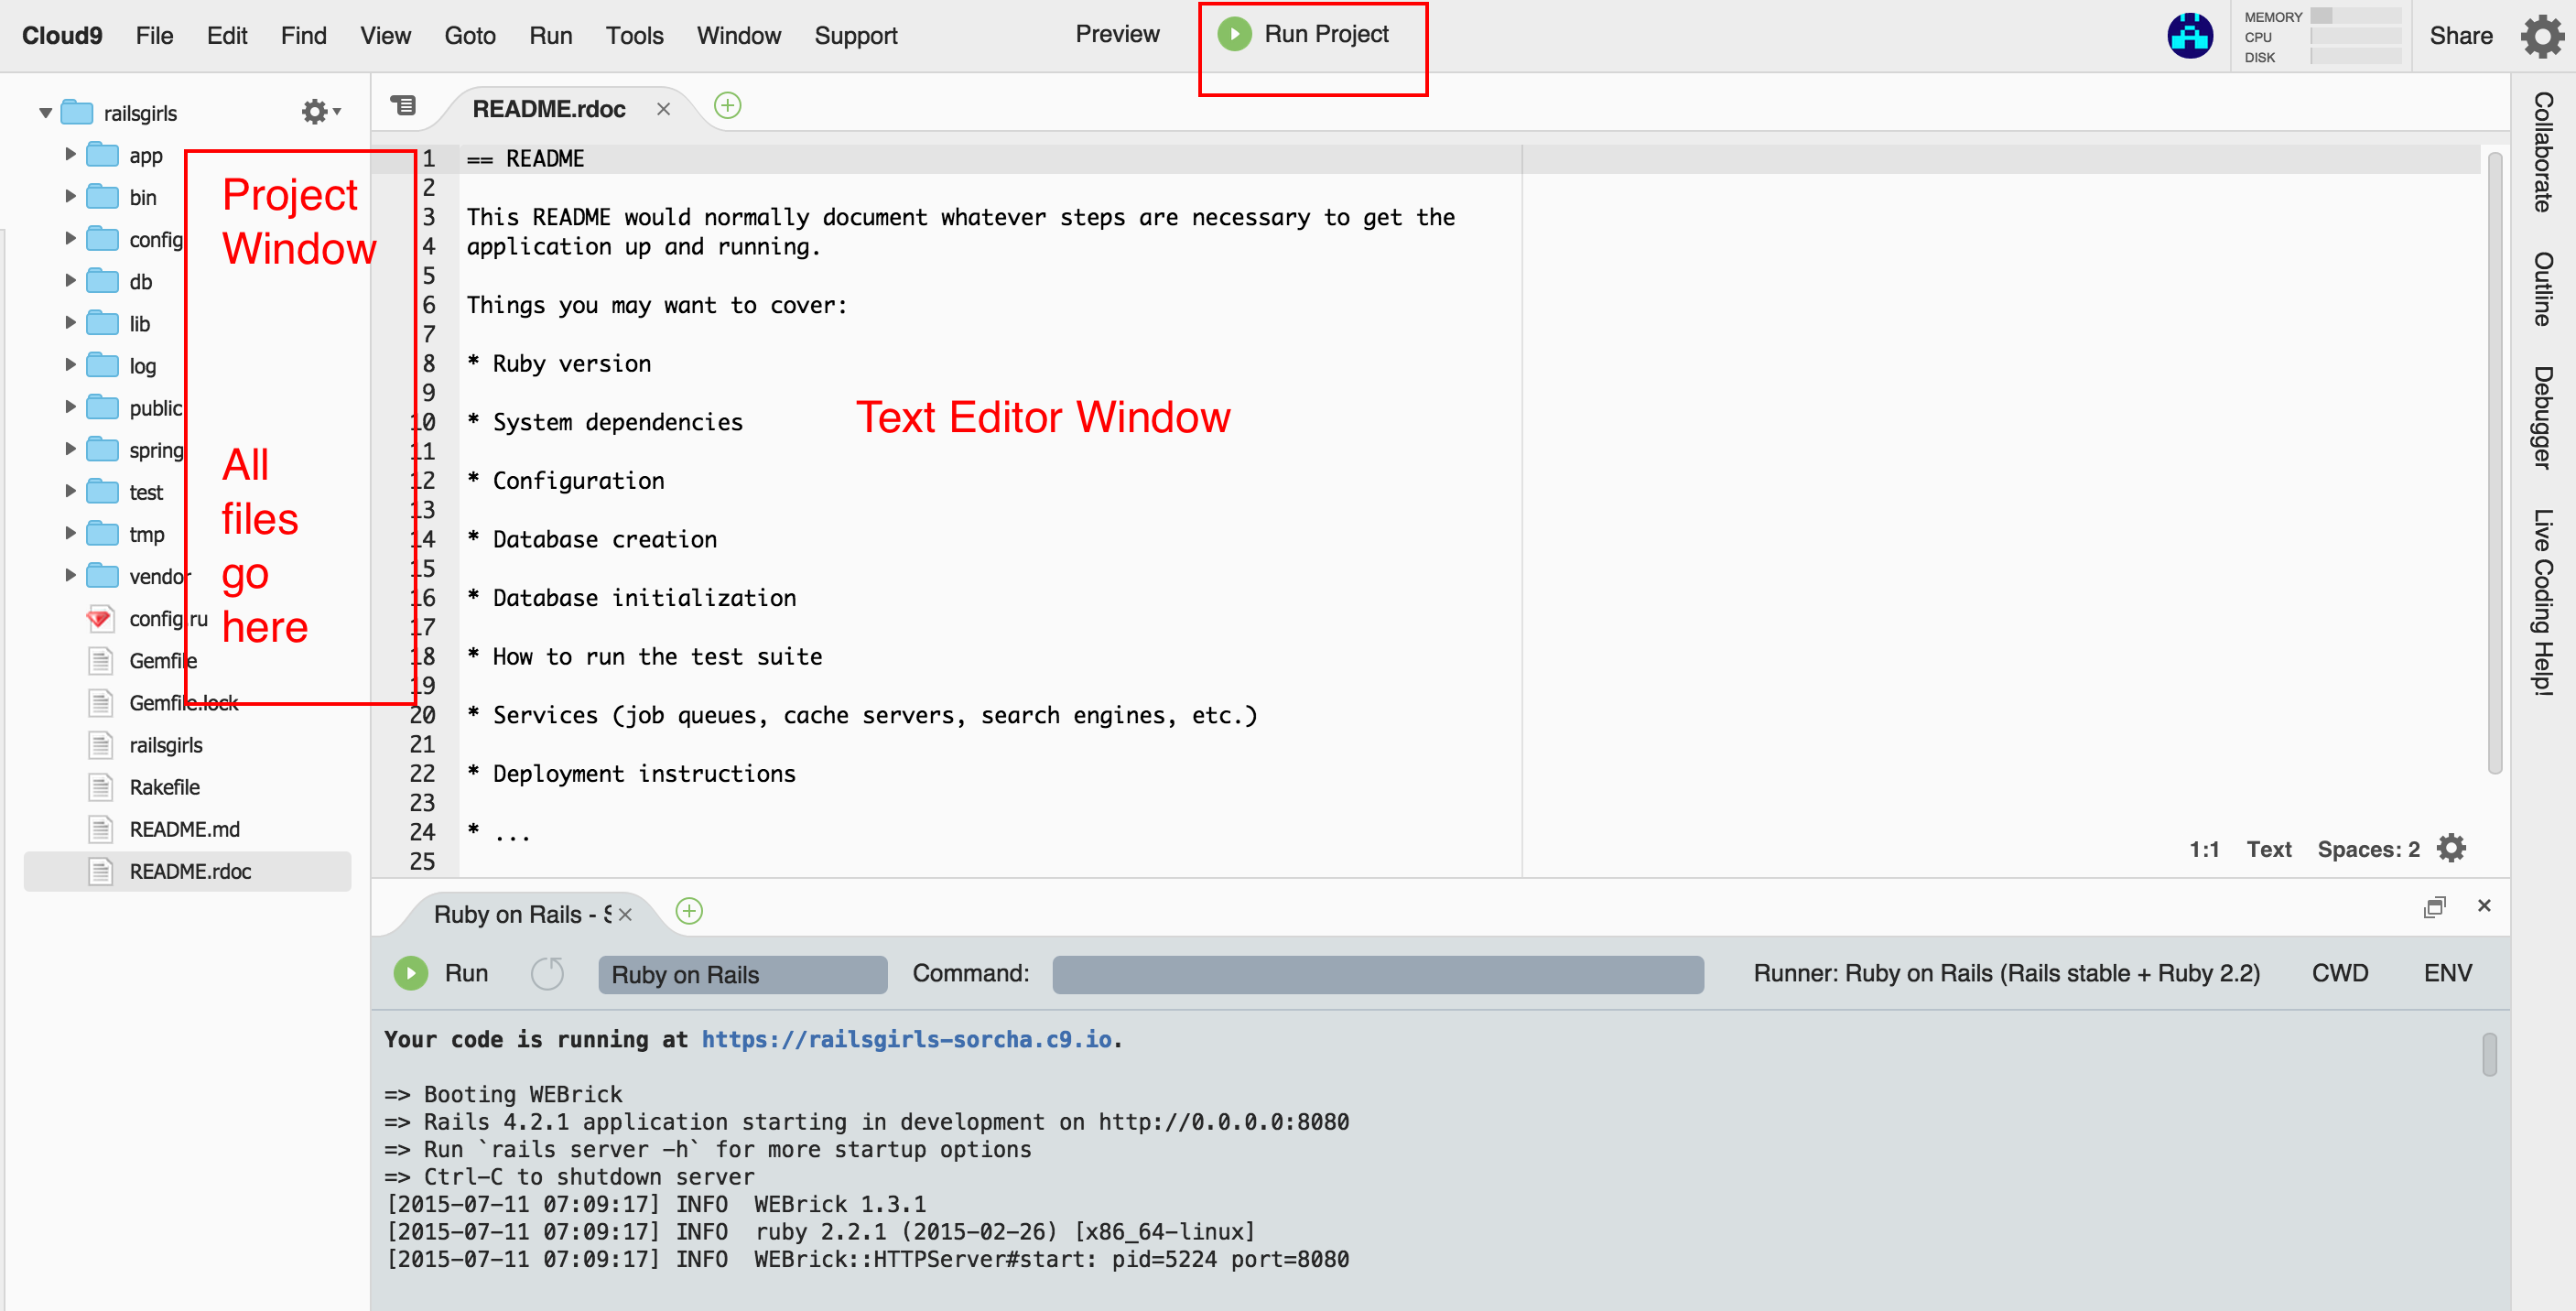 Cloud9 File Edit Find View Goto Run Tools Window Support Preview Run Project MEMORY CPU DISK Share
railsgirls
app
bin
config
db
lib
log
public
spring
test
tmp
vendor
config.ru
Gemfile
Gemfile.lock
railsgirls
Rakefile
README.md
README.rdoc
Project
Window
All
files
go
here
README.rdoc
1 == README
2
3 This README would normally document whatever steps are necessary to get the
4 application up and running.
5
6 Things you may want to cover:
7
8 * Ruby version
9
10 * System dependencies
11
12 * Configuration
13
14 * Database creation
15
16 * Database initialization
17
18 * How to run the test suite
19
20 * Services (job queues, cache servers, search engines, etc.)
21
22 * Deployment instructions
23
24 * ...
25
Text Editor Window
1:1 Text Spaces: 2
Collaborate
Outline
Debugger
Live Coding Help!
Ruby on Rails - S
Run Ruby on Rails Command: Runner: Ruby on Rails (Rails stable + Ruby 2.2) CWD ENV
Your code is running at https://railsgirls-sorcha.c9.io.
=> Booting WEBrick
=> Rails 4.2.1 application starting in development on http://0.0.0.0:8080
=> Run `rails server -h` for more startup options
=> Ctrl-C to shutdown server
[2015-07-11 07:09:17] INFO  WEBrick 1.3.1
[2015-07-11 07:09:17] INFO  ruby 2.2.1 (2015-02-26) [x86_64-linux]
[2015-07-11 07:09:17] INFO  WEBrick::HTTPServer#start: pid=5224 port=8080